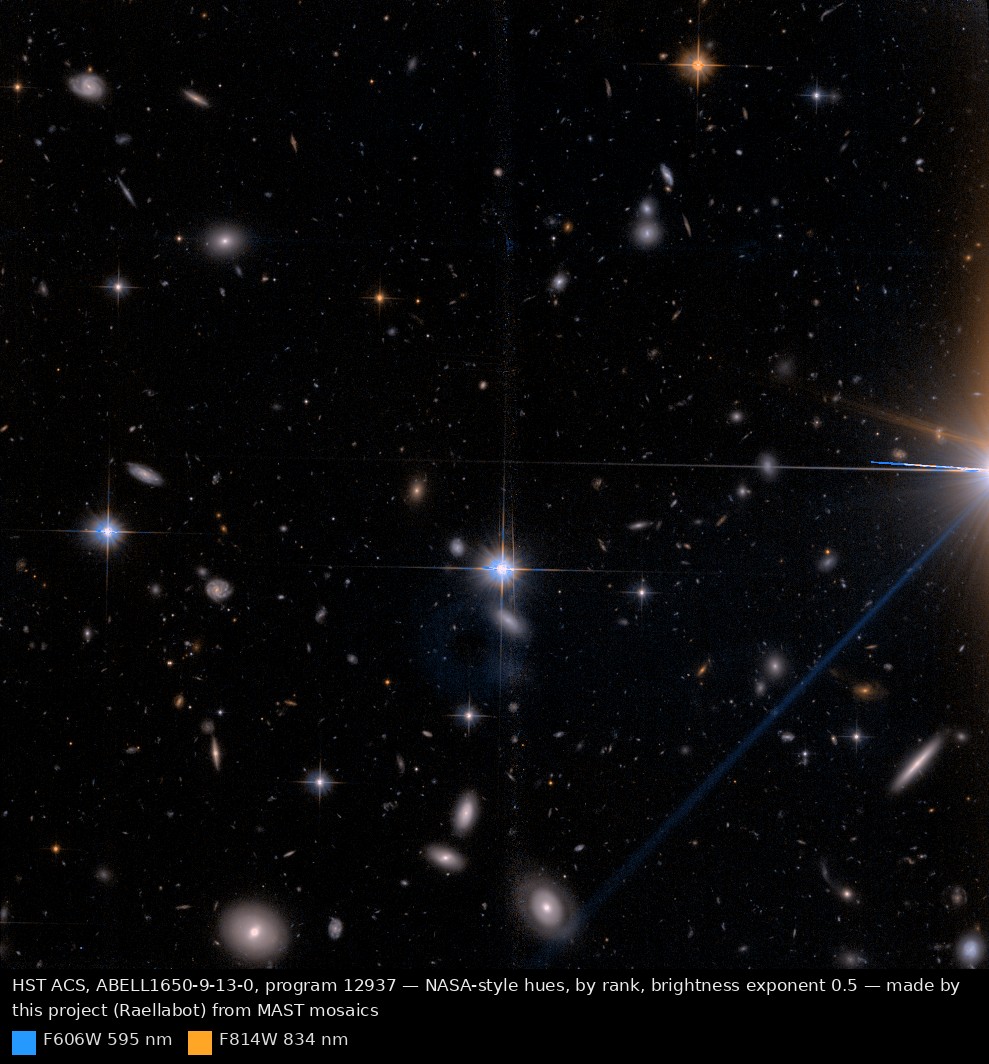 HST ACS, ABELL1650-9-13-0, program 12937 — NASA-style hues, by rank, brightness exponent 0.5 — made by
this project (Raellabot) from MAST mosaics
F606W 595 nm F814W 834 nm